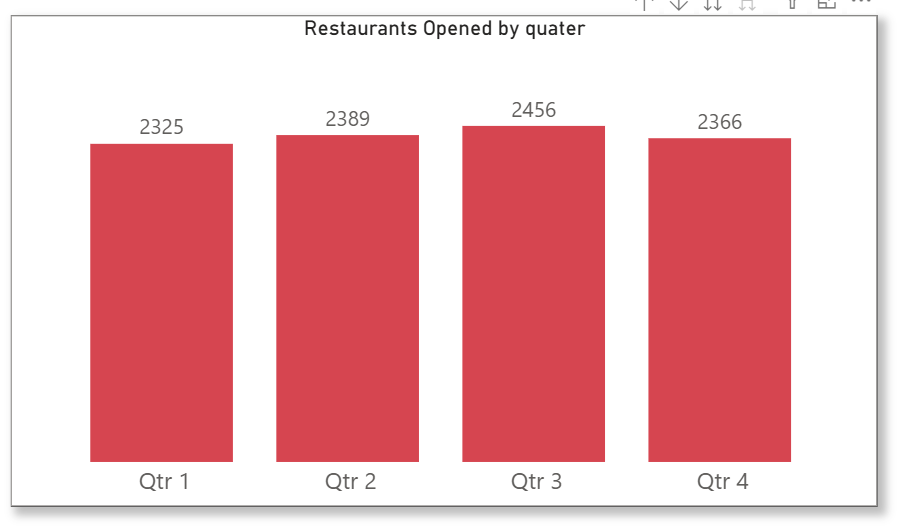 Restaurants Opened by quater
2325
2389
2456
2366
Qtr 1
Qtr 2
Qtr 3
Qtr 4